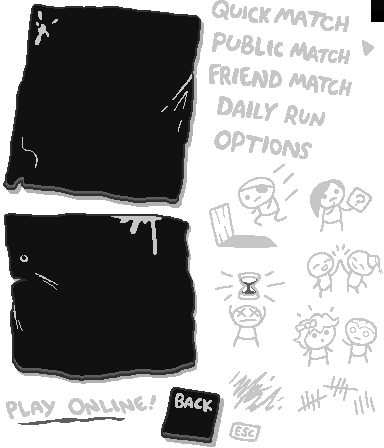 QUICK MATCH
PUBLIC MATCH
FRIEND MATCH
DAILY RUN
OPTIONS
?
PLAY ONLINE!
BACK
ESC